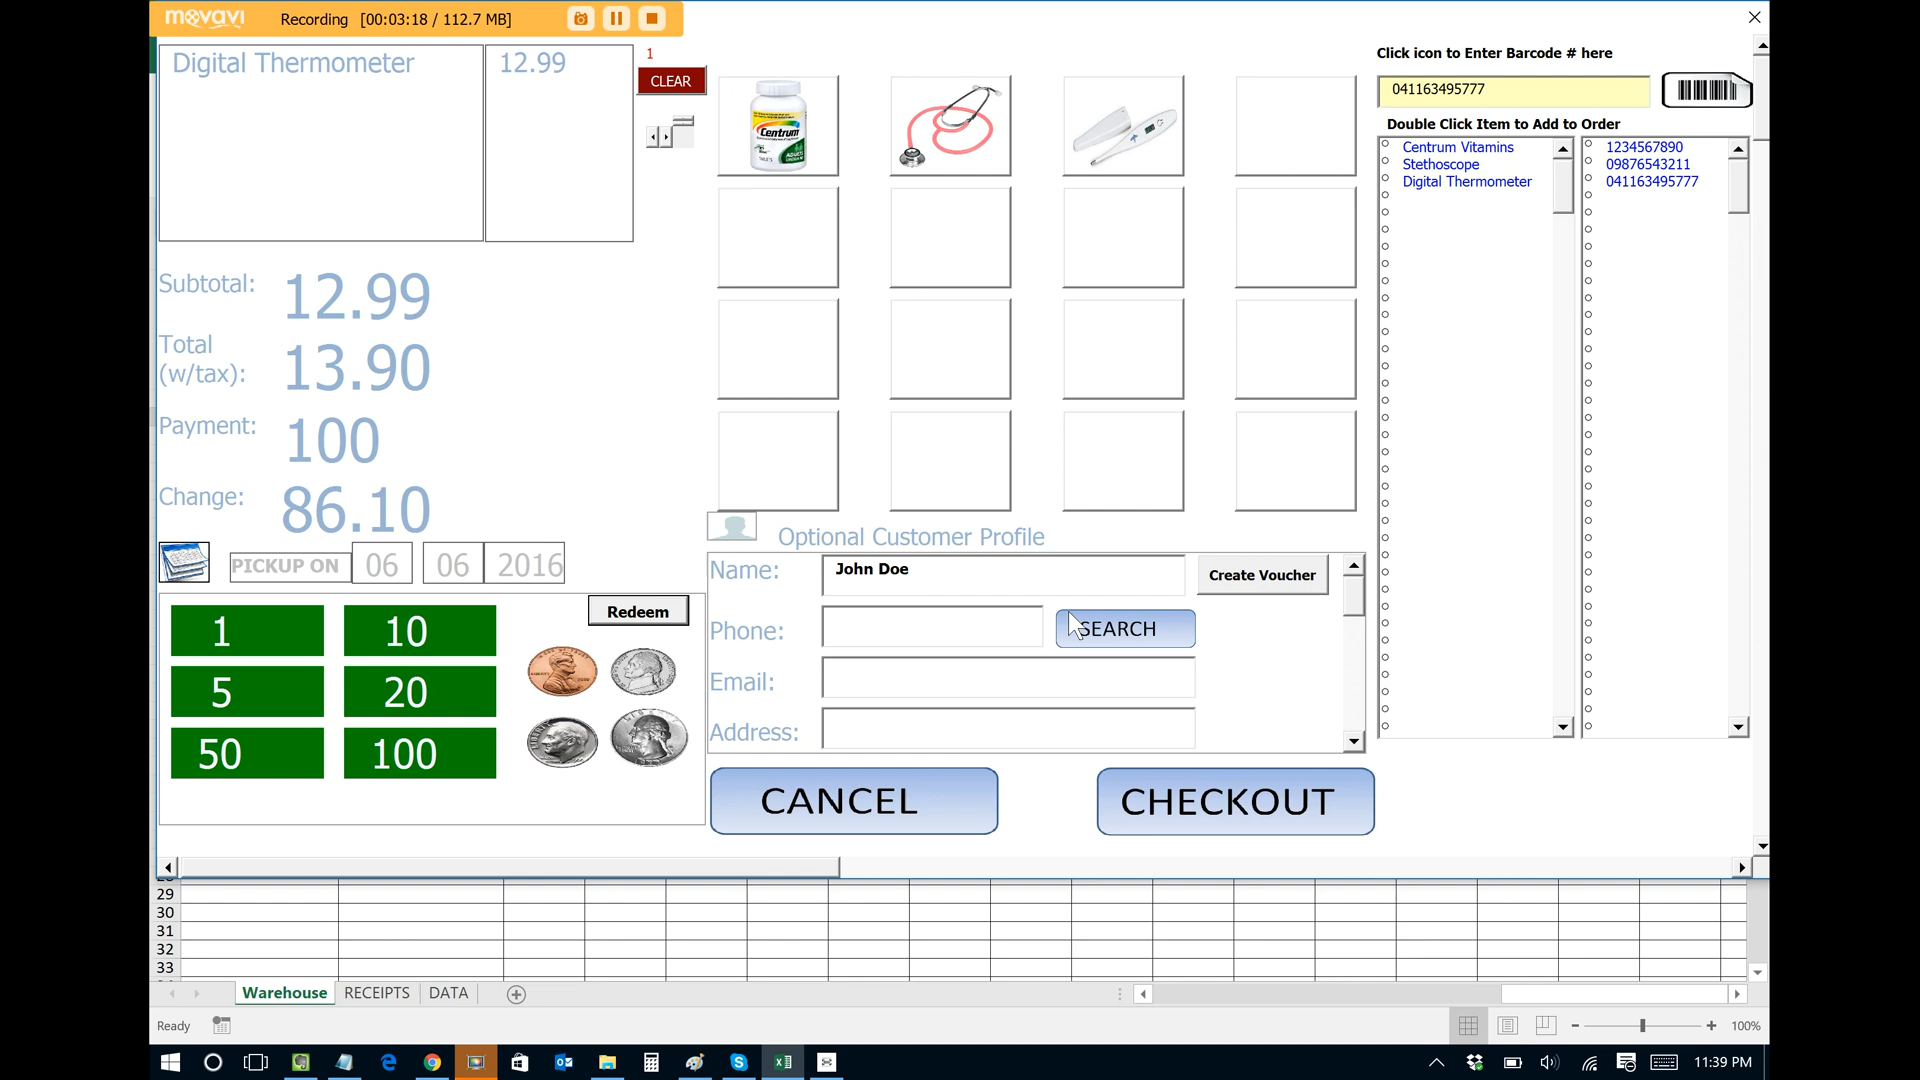 movavi Recording [00:03:18 / 112.7 MB]
Digital Thermometer 12.99
1
CLEAR
Click icon to Enter Barcode # here
041163495777
Double Click Item to Add to Order
Centrum Vitamins 1234567890
Stethoscope 09876543211
Digital Thermometer 041163495777
Centrum
Subtotal: 12.99
Total
(w/tax): 13.90
Payment: 100
Change: 86.10
PICKUP ON 06 06 2016
Redeem
1 10
5 20
50 100
Optional Customer Profile
Name: John Doe
Create Voucher
Phone: SEARCH
Email:
Address:
CANCEL CHECKOUT
29
30
31
32
33
Warehouse RECEIPTS DATA
Ready
100%
11:39 PM